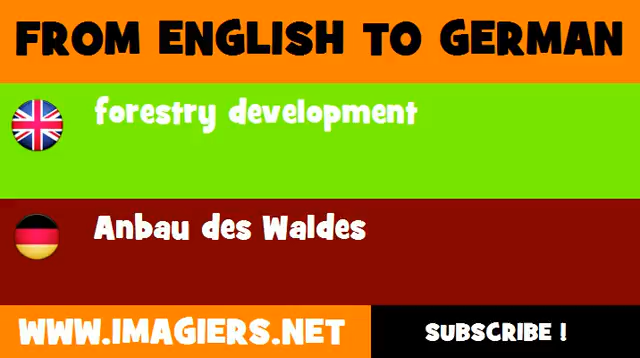 FROM ENGLISH TO GERMAN
forestry development
Anbau des Waldes
WWW.IMAGIERS.NET
SUBSCRIBE !